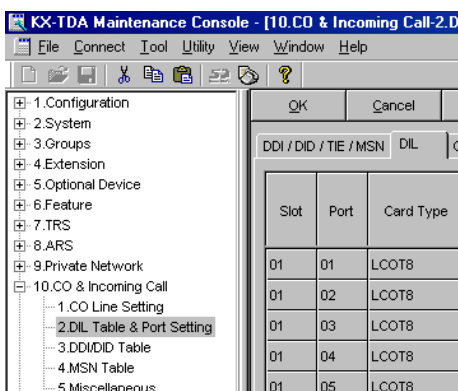 KX-TDA Maintenance Console - [10.CO & Incoming Call-2.D
File Connect Tool Utility View Window Help
1.Configuration
2.System
3.Groups
4.Extension
5.Optional Device
6.Feature
7.TRS
8.ARS
9.Private Network
10.CO & Incoming Call
1.CO Line Setting
2.DIL Table & Port Setting
3.DDI/DID Table
4.MSN Table
5.Miscellaneous
OK Cancel
DDI / DID / TIE / MSN DIL
Slot Port Card Type
01 01 LCOT8
01 02 LCOT8
01 03 LCOT8
01 04 LCOT8
01 05 LCOT8